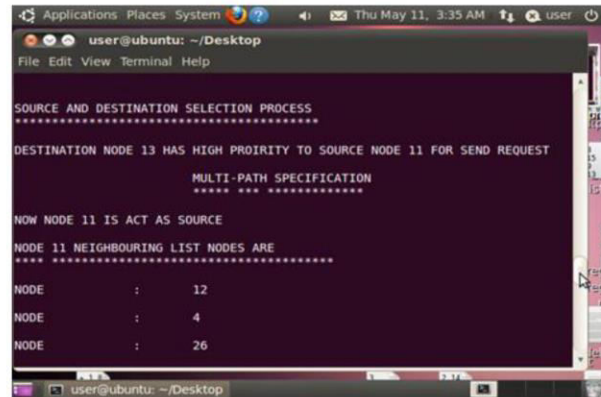 Applications Places System ? Thu May 11, 3:35 AM user
user@ubuntu: ~/Desktop
File Edit View Terminal Help
SOURCE AND DESTINATION SELECTION PROCESS
*****************************************
DESTINATION NODE 13 HAS HIGH PROIRITY TO SOURCE NODE 11 FOR SEND REQUEST
MULTI-PATH SPECIFICATION
***** *** *************
NOW NODE 11 IS ACT AS SOURCE
NODE 11 NEIGHBOURING LIST NODES ARE
**** **************************************
NODE : 12
NODE : 4
NODE : 26
user@ubuntu: ~/Desktop